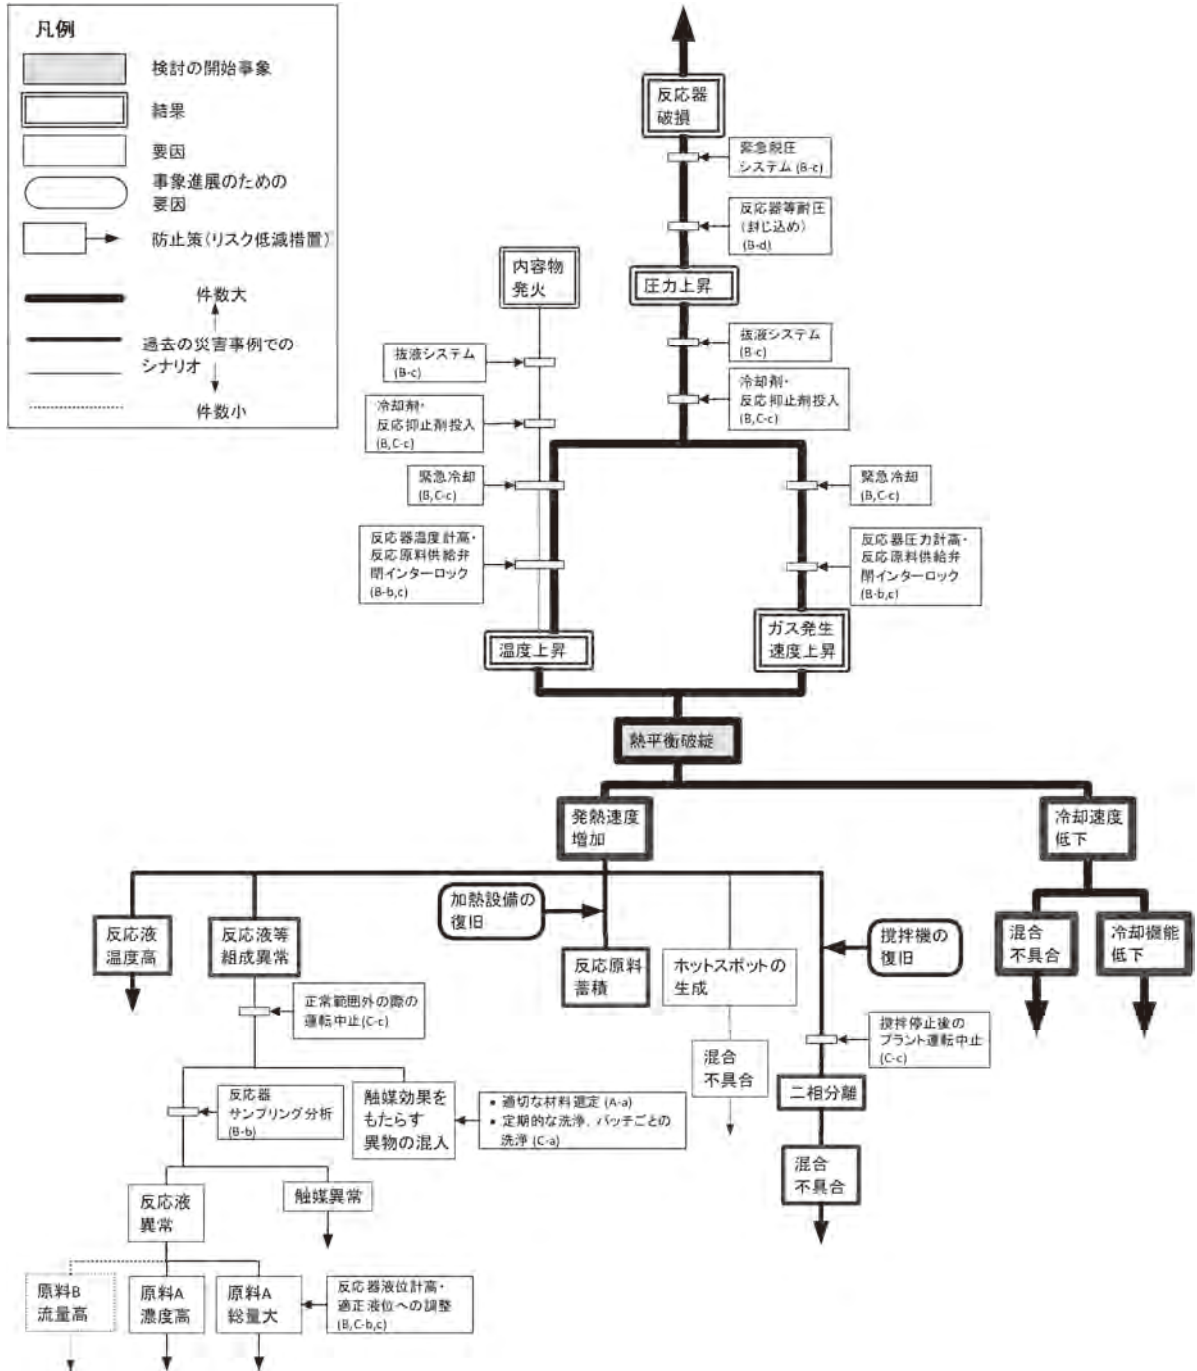 凡例
検討の開始事象
結果
要因
事象進展のための
要因
防止策(リスク低減措置)
件数大
過去の災害事例での
シナリオ
件数小
反応器
破損
緊急脱圧
システム (B-c)
反応器等耐圧
(封じ込め)
(B-d)
内容物
発火
圧力上昇
抜液システム
(B-c)
抜液システム
(B-c)
冷却剤・
反応抑止剤投入
(B,C-c)
冷却剤・
反応抑止剤投入
(B,C-c)
緊急冷却
(B,C-c)
緊急冷却
(B,C-c)
反応器温度計高・
反応原料供給弁
閉インターロック
(B-b,c)
反応器圧力計高・
反応原料供給弁
閉インターロック
(B-b,c)
温度上昇
ガス発生
速度上昇
熱平衡破綻
発熱速度
増加
冷却速度
低下
加熱設備の
復旧
反応液
温度高
反応液等
組成異常
反応原料
蓄積
ホットスポットの
生成
撹拌機の
復旧
混合
不具合
冷却機能
低下
正常範囲外の際の
運転中止(C-c)
撹拌停止後の
プラント運転中止
(C-c)
混合
不具合
二相分離
反応器
サンプリング分析
(B-b)
触媒効果を
もたらす
異物の混入
• 適切な材料選定 (A-a)
• 定期的な洗浄、バッチごとの
洗浄 (C-a)
混合
不具合
反応液
異常
触媒異常
原料B
流量高
原料A
濃度高
原料A
総量大
反応器液位計高・
適正液位への調整
(B,C-b,c)